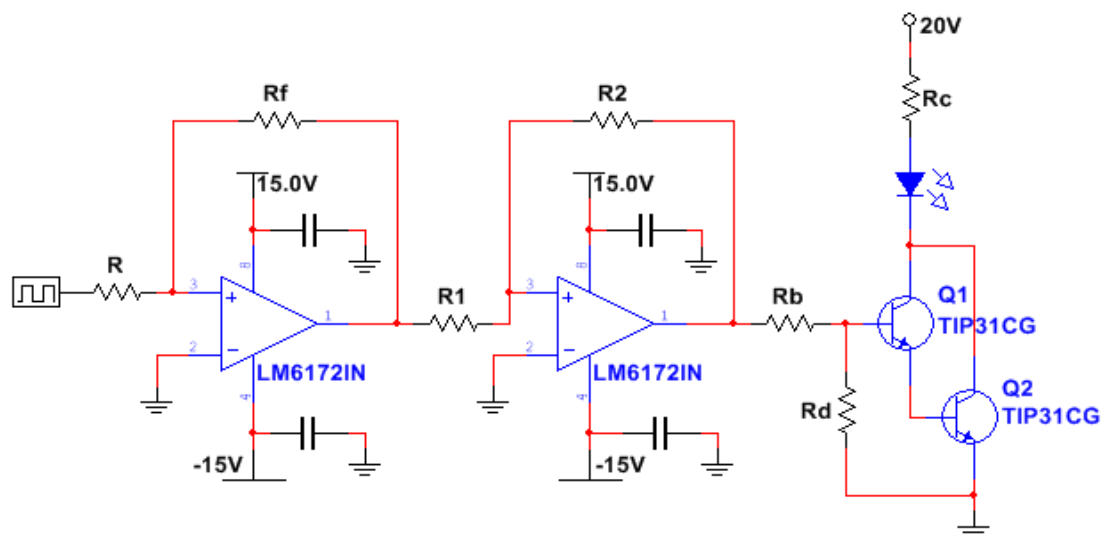 20V
Rf
R2
Rc
15.0V
15.0V
8
8
R
3
+
R1
3
+
Rb
Q1
TIP31CG
1
1
2
−
2
−
LM6172IN
LM6172IN
4
4
Rd
Q2
TIP31CG
-15V
-15V